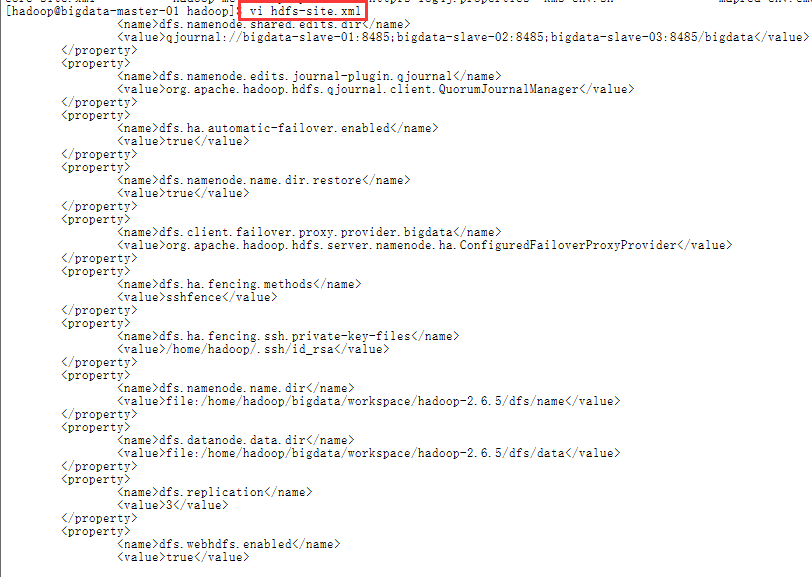 [hadoop@bigdata-master-01 hadoop]$ vi hdfs-site.xml
<name>dfs.namenode.shared.edits.dir</name>
<value>qjournal://bigdata-slave-01:8485;bigdata-slave-02:8485;bigdata-slave-03:8485/bigdata</value>
</property>
<property>
<name>dfs.namenode.edits.journal-plugin.qjournal</name>
<value>org.apache.hadoop.hdfs.qjournal.client.QuorumJournalManager</value>
</property>
<property>
<name>dfs.ha.automatic-failover.enabled</name>
<value>true</value>
</property>
<property>
<name>dfs.namenode.name.dir.restore</name>
<value>true</value>
</property>
<property>
<name>dfs.client.failover.proxy.provider.bigdata</name>
<value>org.apache.hadoop.hdfs.server.namenode.ha.ConfiguredFailoverProxyProvider</value>
</property>
<property>
<name>dfs.ha.fencing.methods</name>
<value>sshfence</value>
</property>
<property>
<name>dfs.ha.fencing.ssh.private-key-files</name>
<value>/home/hadoop/.ssh/id_rsa</value>
</property>
<property>
<name>dfs.namenode.name.dir</name>
<value>file:/home/hadoop/bigdata/workspace/hadoop-2.6.5/dfs/name</value>
</property>
<property>
<name>dfs.datanode.data.dir</name>
<value>file:/home/hadoop/bigdata/workspace/hadoop-2.6.5/dfs/data</value>
</property>
<property>
<name>dfs.replication</name>
<value>3</value>
</property>
<property>
<name>dfs.webhdfs.enabled</name>
<value>true</value>